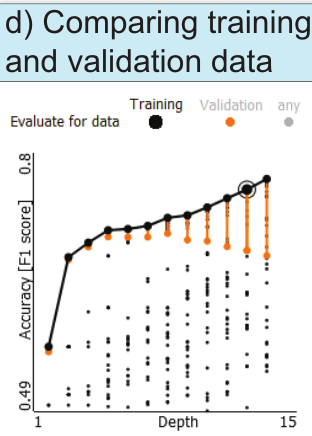 d) Comparing training
and validation data
Training Validation any
Evaluate for data
0.8
Accuracy [F1 score]
0.49
1 Depth 15